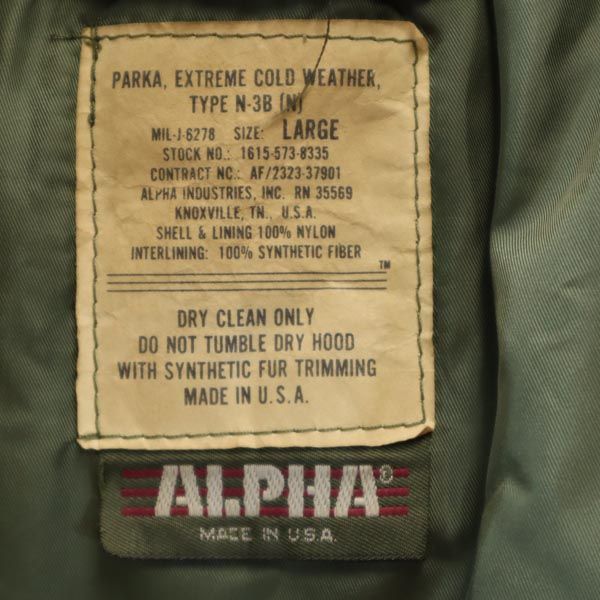 PARKA, EXTREME COLD WEATHER,
TYPE N-3B (N)
MIL-J-6278 SIZE: LARGE
STOCK NO.: 1615-573-8335
CONTRACT NC.: AF/2323-37901
ALPHA INDUSTRIES, INC. RN 35569
KNOXVILLE, TN., U.S.A.
SHELL & LINING 100% NYLON
INTERLINING: 100% SYNTHETIC FIBER
TM
DRY CLEAN ONLY
DO NOT TUMBLE DRY HOOD
WITH SYNTHETIC FUR TRIMMING
MADE IN U.S.A.
ALPHA®
MADE IN U.S.A.